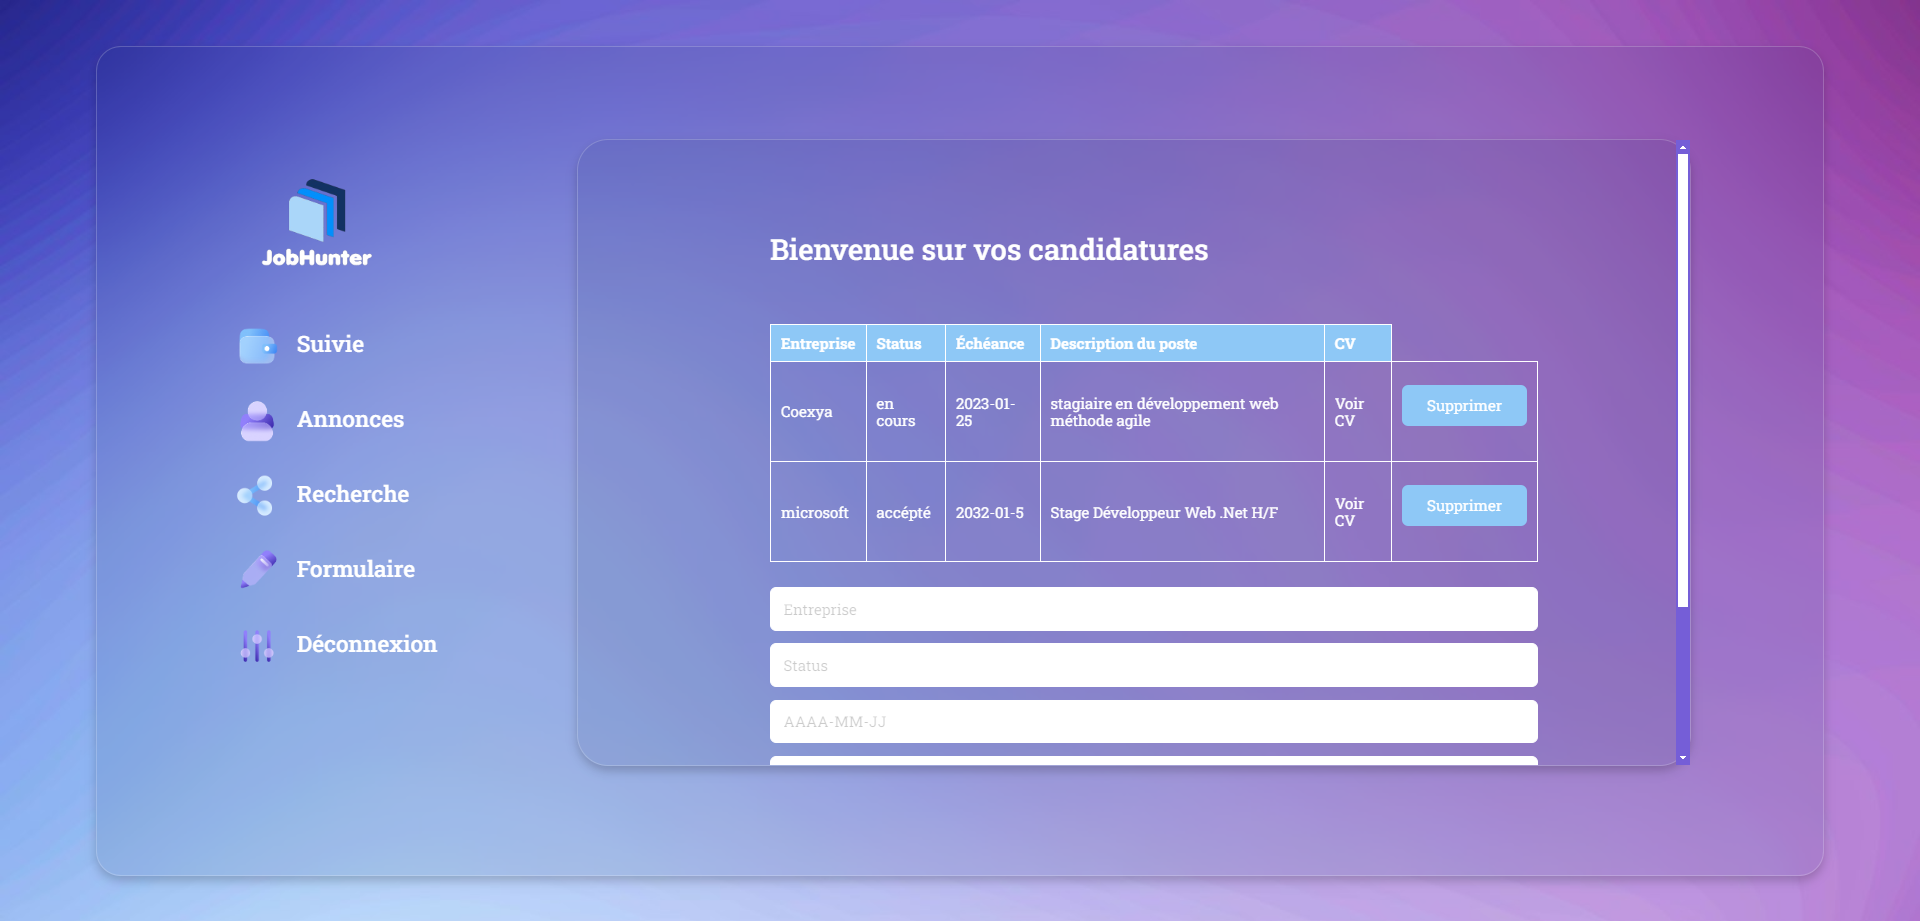 JobHunter
Suivie
Annonces
Recherche
Formulaire
Déconnexion
Bienvenue sur vos candidatures
Entreprise Status Échéance Description du poste CV
Coexya en cours 2023-01-25 stagiaire en développement web méthode agile Voir CV Supprimer
microsoft accépté 2032-01-5 Stage Développeur Web .Net H/F Voir CV Supprimer
Entreprise
Status
AAAA-MM-JJ